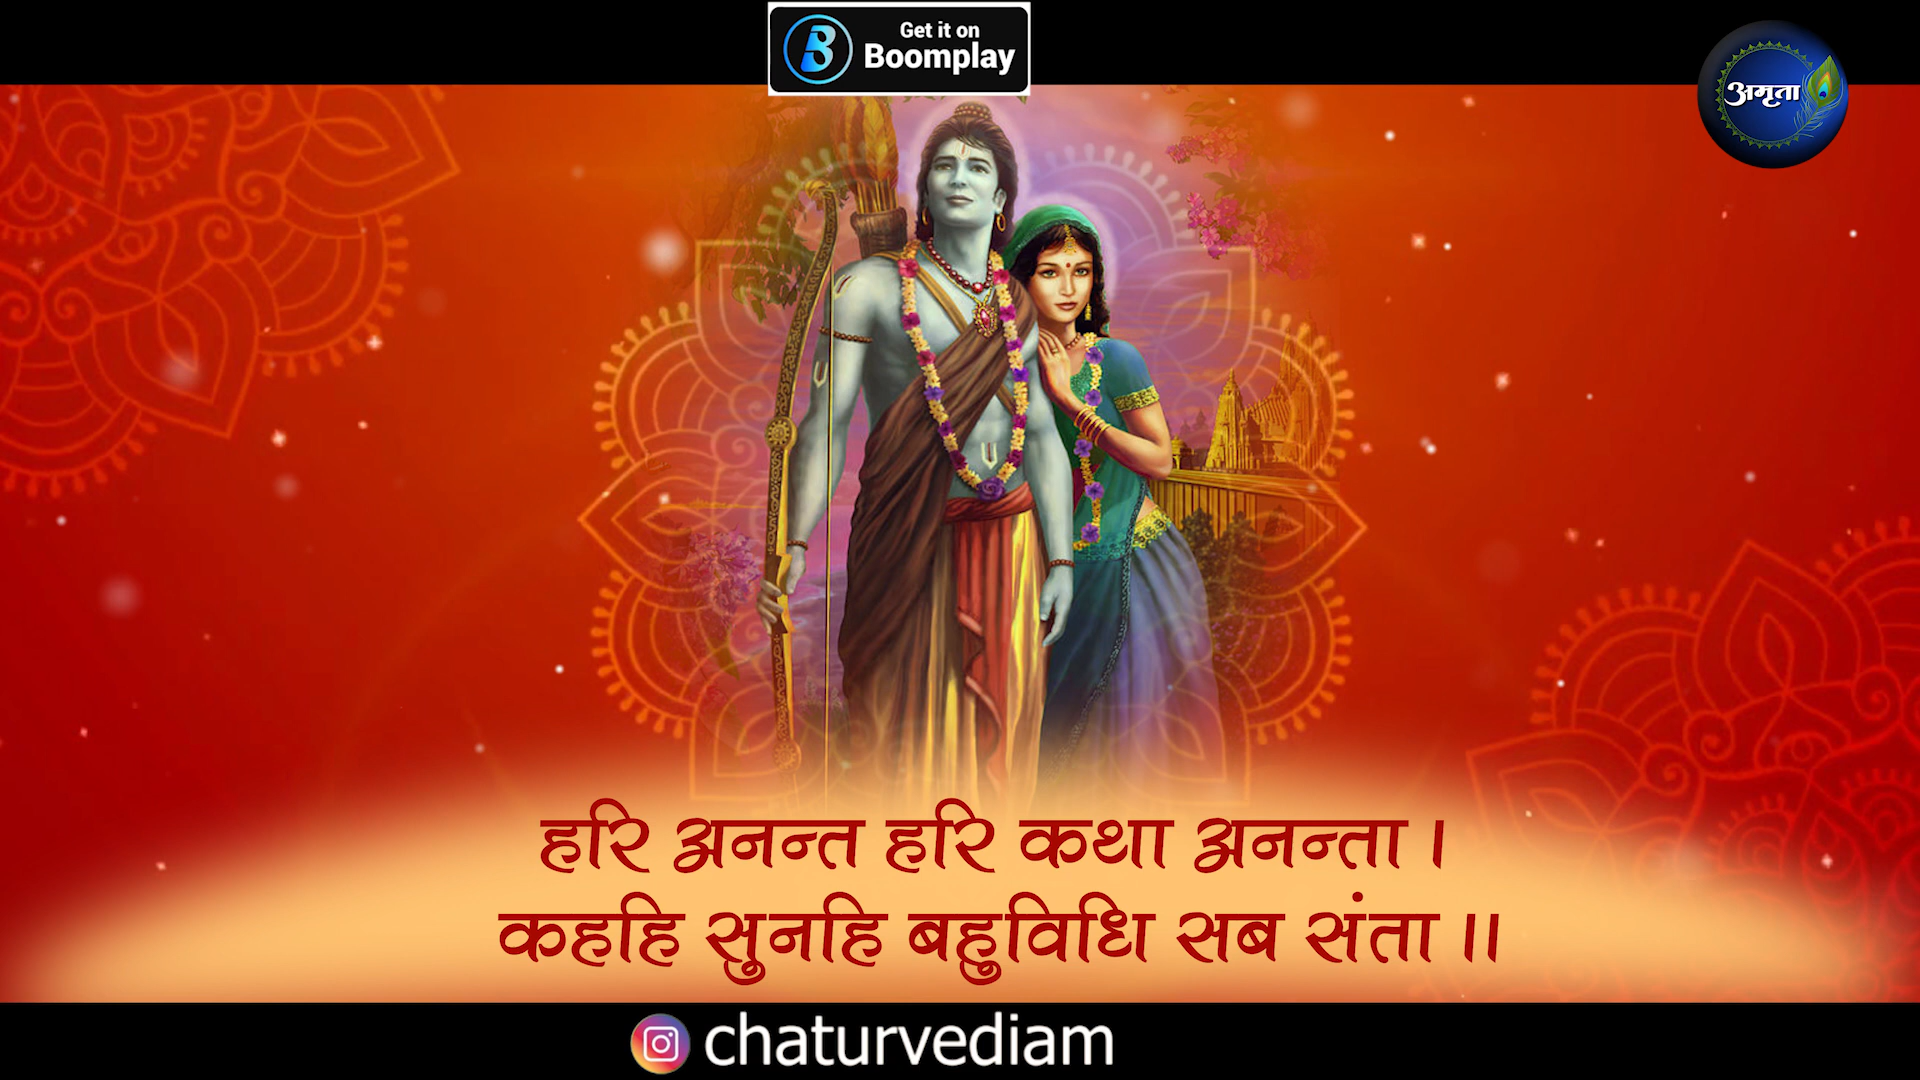 Get it on
Boomplay
अमृता
हरि अनन्त हरि कथा अनन्ता ।
कहहि सुनहि बहुविधि सब संता ।।
chaturvediam